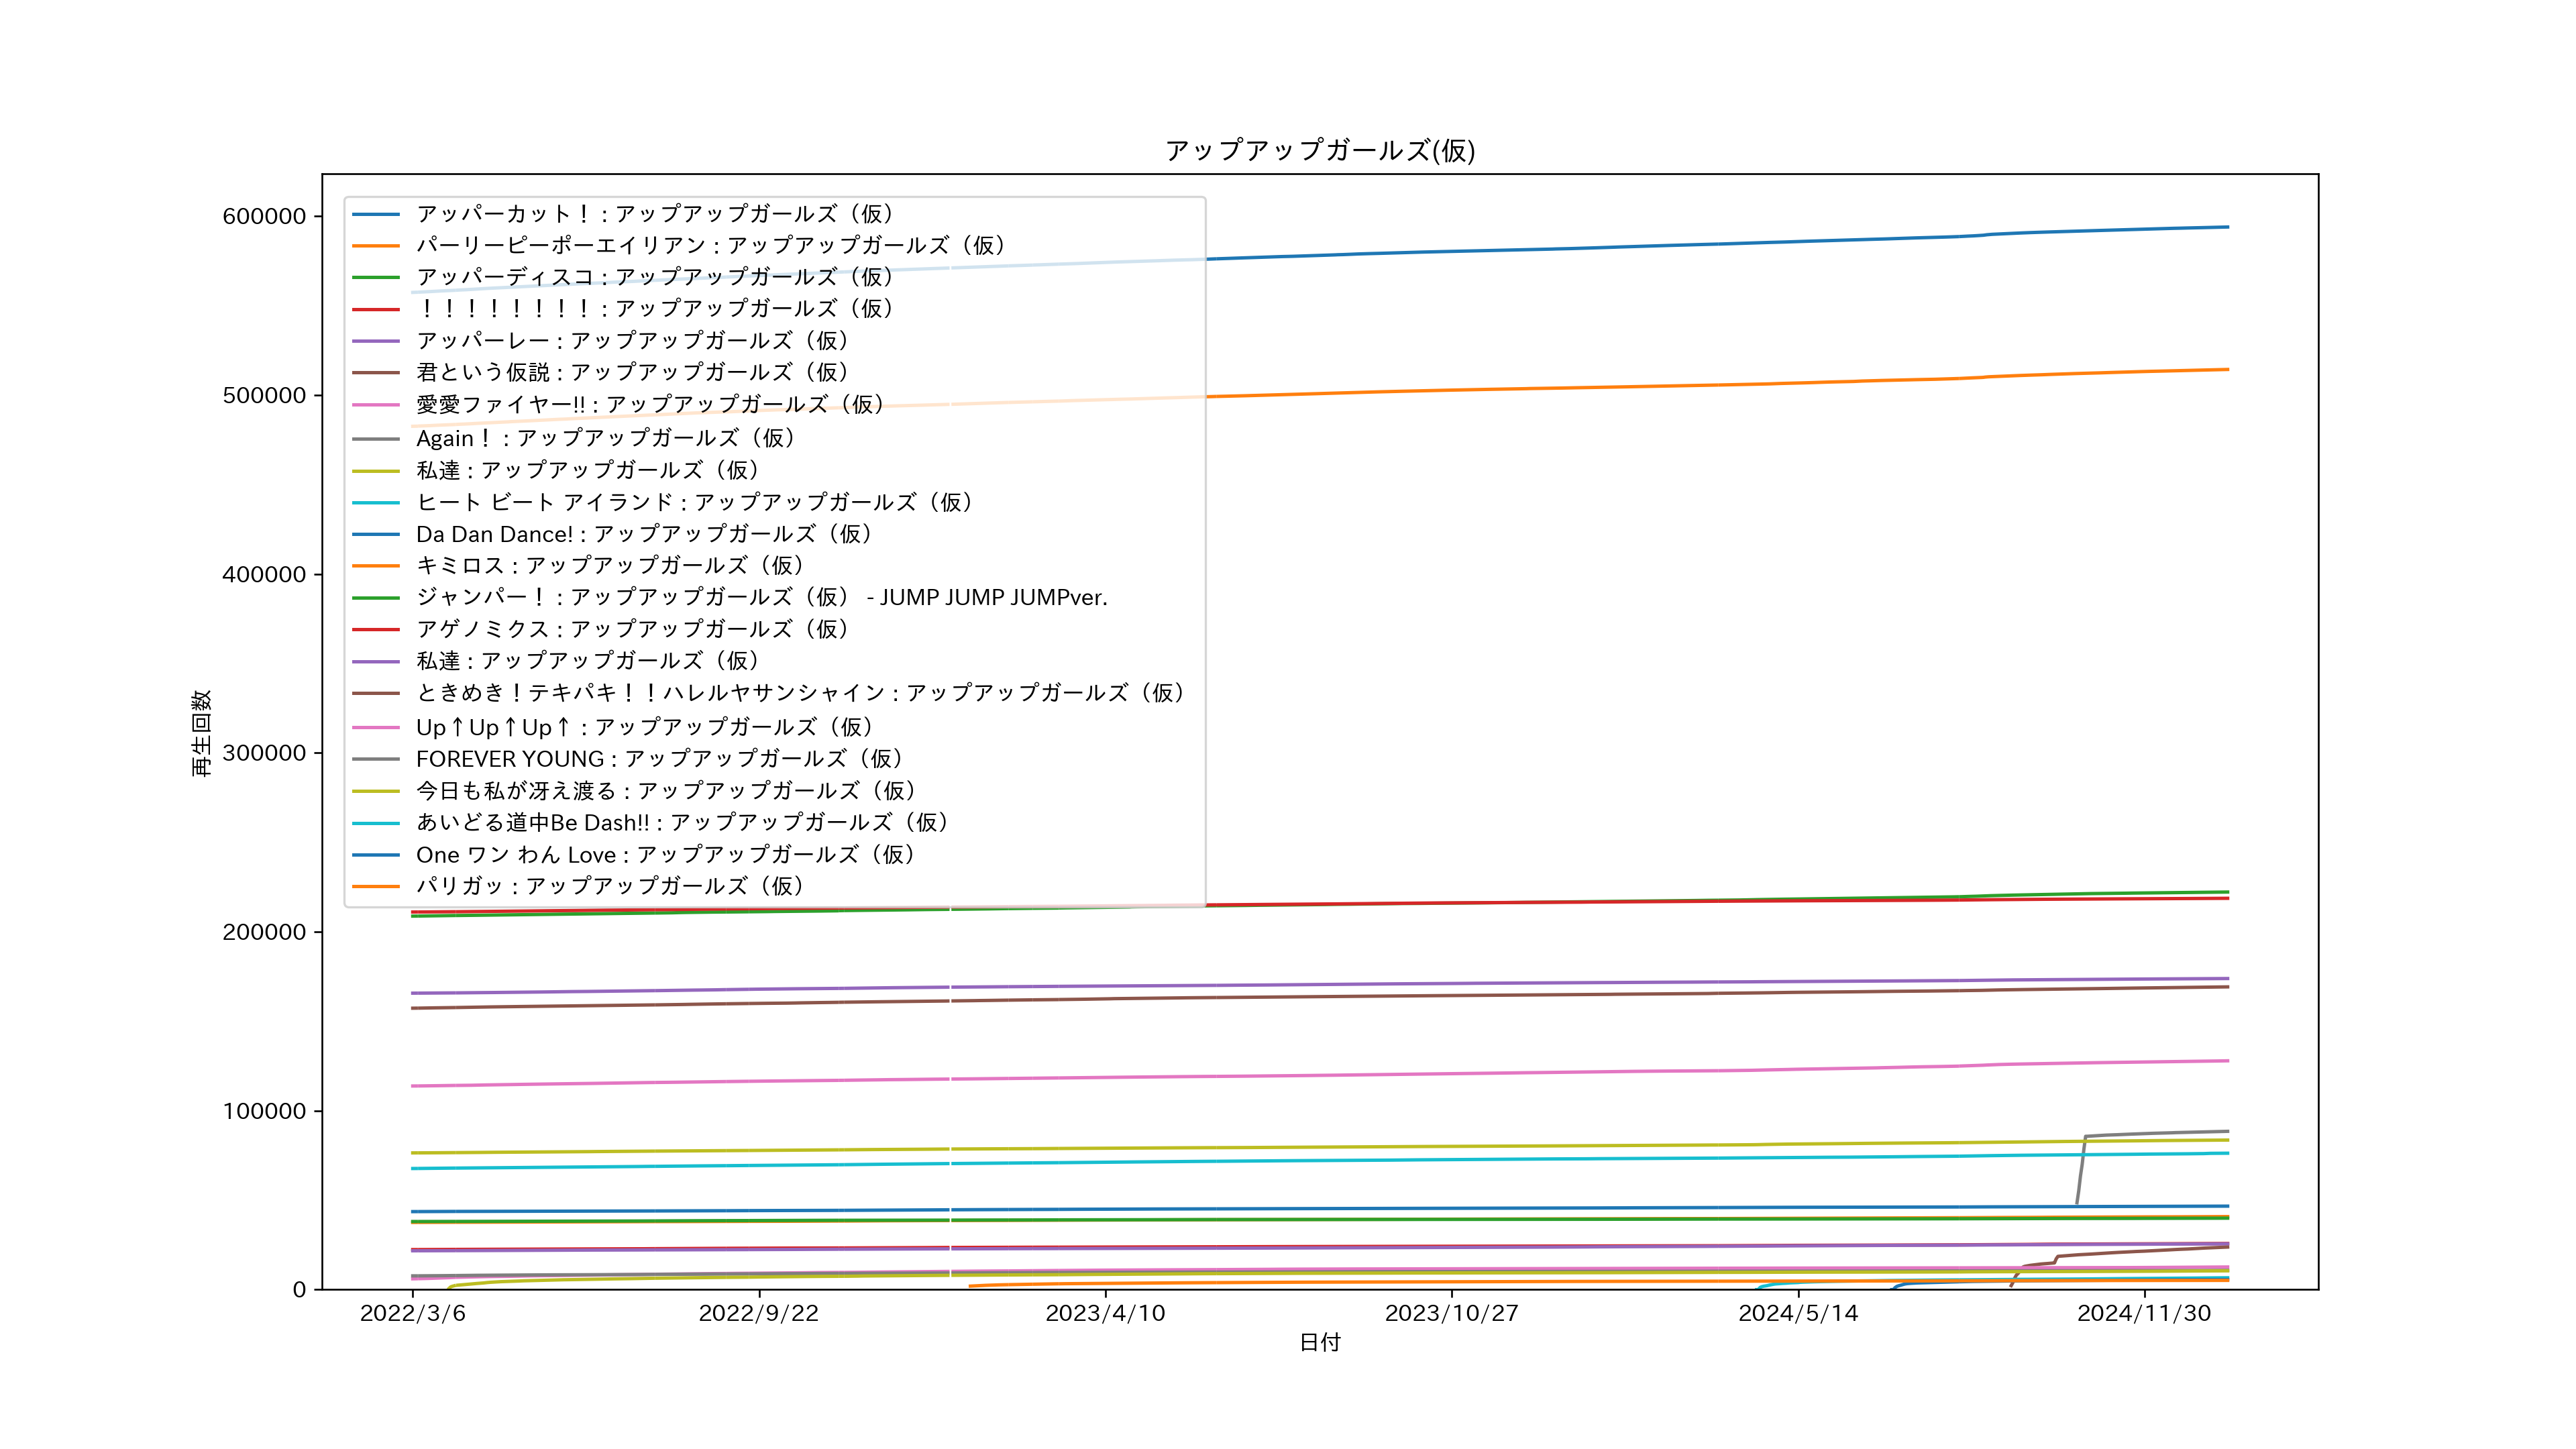 アップアップガールズ(仮)
アッパーカット！ : アップアップガールズ（仮）
パーリーピーポーエイリアン : アップアップガールズ（仮）
アッパーディスコ : アップアップガールズ（仮）
！！！！！！！！ : アップアップガールズ（仮）
アッパーレー : アップアップガールズ（仮）
君という仮説 : アップアップガールズ（仮）
愛愛ファイヤー!! : アップアップガールズ（仮）
Again！ : アップアップガールズ（仮）
私達 : アップアップガールズ（仮）
ヒート ビート アイランド : アップアップガールズ（仮）
Da Dan Dance! : アップアップガールズ（仮）
キミロス : アップアップガールズ（仮）
ジャンパー！ : アップアップガールズ（仮） - JUMP JUMP JUMPver.
アゲノミクス : アップアップガールズ（仮）
私達 : アップアップガールズ（仮）
ときめき！テキパキ！！ハレルヤサンシャイン : アップアップガールズ（仮）
Up↑Up↑Up↑ : アップアップガールズ（仮）
FOREVER YOUNG : アップアップガールズ（仮）
今日も私が冴え渡る : アップアップガールズ（仮）
あいどる道中Be Dash!! : アップアップガールズ（仮）
One ワン わん Love : アップアップガールズ（仮）
パリガッ : アップアップガールズ（仮）
600000
500000
400000
300000
200000
100000
0
再生回数
2022/3/6
2022/9/22
2023/4/10
2023/10/27
2024/5/14
2024/11/30
日付